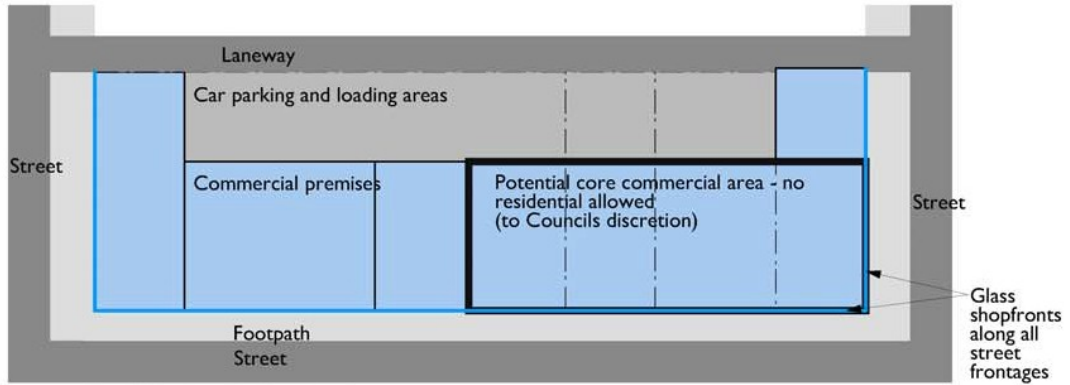 Laneway
Car parking and loading areas
Street
Commercial premises
Potential core commercial area - no
residential allowed
(to Councils discretion)
Street
Glass
shopfronts
along all
street
frontages
Footpath
Street